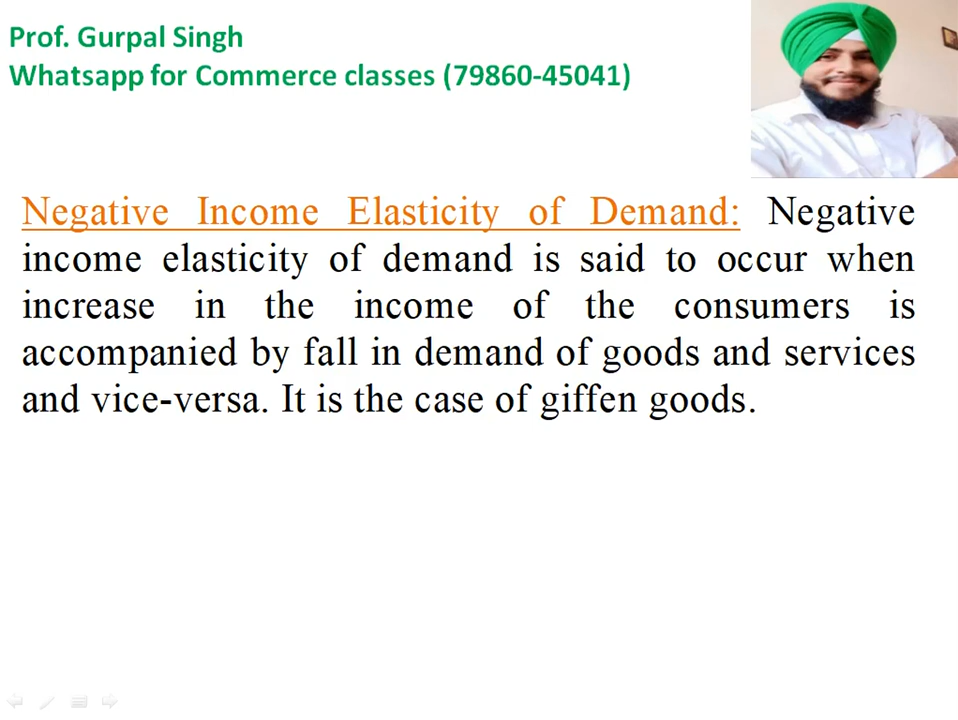 Prof. Gurpal Singh
Whatsapp for Commerce classes (79860-45041)
Negative Income Elasticity of Demand: Negative
income elasticity of demand is said to occur when
increase in the income of the consumers is
accompanied by fall in demand of goods and services
and vice-versa. It is the case of giffen goods.